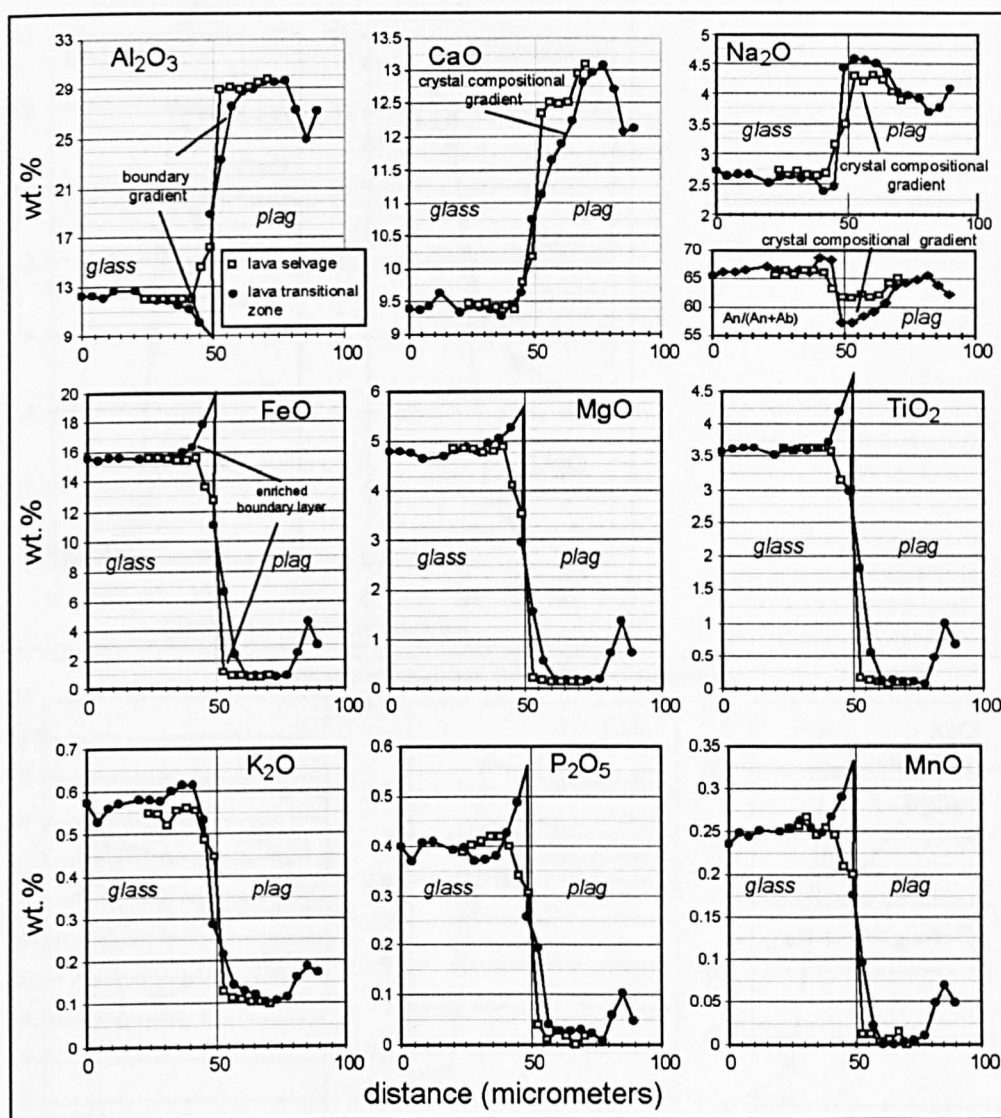 Al2O3
33
29
25
21
17
13
9
wt.%
boundary
gradient
glass
plag
lava selvage
lava transitional
zone
0 50 100
CaO
13.5
13
12.5
12
11.5
11
10.5
10
9.5
9
crystal compositional
gradient
glass
plag
0 50 100
Na2O
5
4.5
4
3.5
3
2.5
2
glass
plag
crystal compositional
gradient
0 50 100
crystal compositional gradient
70
65
60
55
An/(An+Ab)
plag
0 50 100
FeO
20
18
16
14
12
10
8
6
4
2
0
wt.%
enriched
boundary layer
glass
plag
0 50 100
MgO
6
5
4
3
2
1
0
glass
plag
0 50 100
TiO2
4.5
4
3.5
3
2.5
2
1.5
1
0.5
0
glass
plag
0 50 100
K2O
0.7
0.6
0.5
0.4
0.3
0.2
0.1
0
wt.%
glass
plag
0 50 100
P2O5
0.6
0.5
0.4
0.3
0.2
0.1
0
glass
plag
0 50 100
MnO
0.35
0.3
0.25
0.2
0.15
0.1
0.05
0
glass
plag
0 50 100
distance (micrometers)